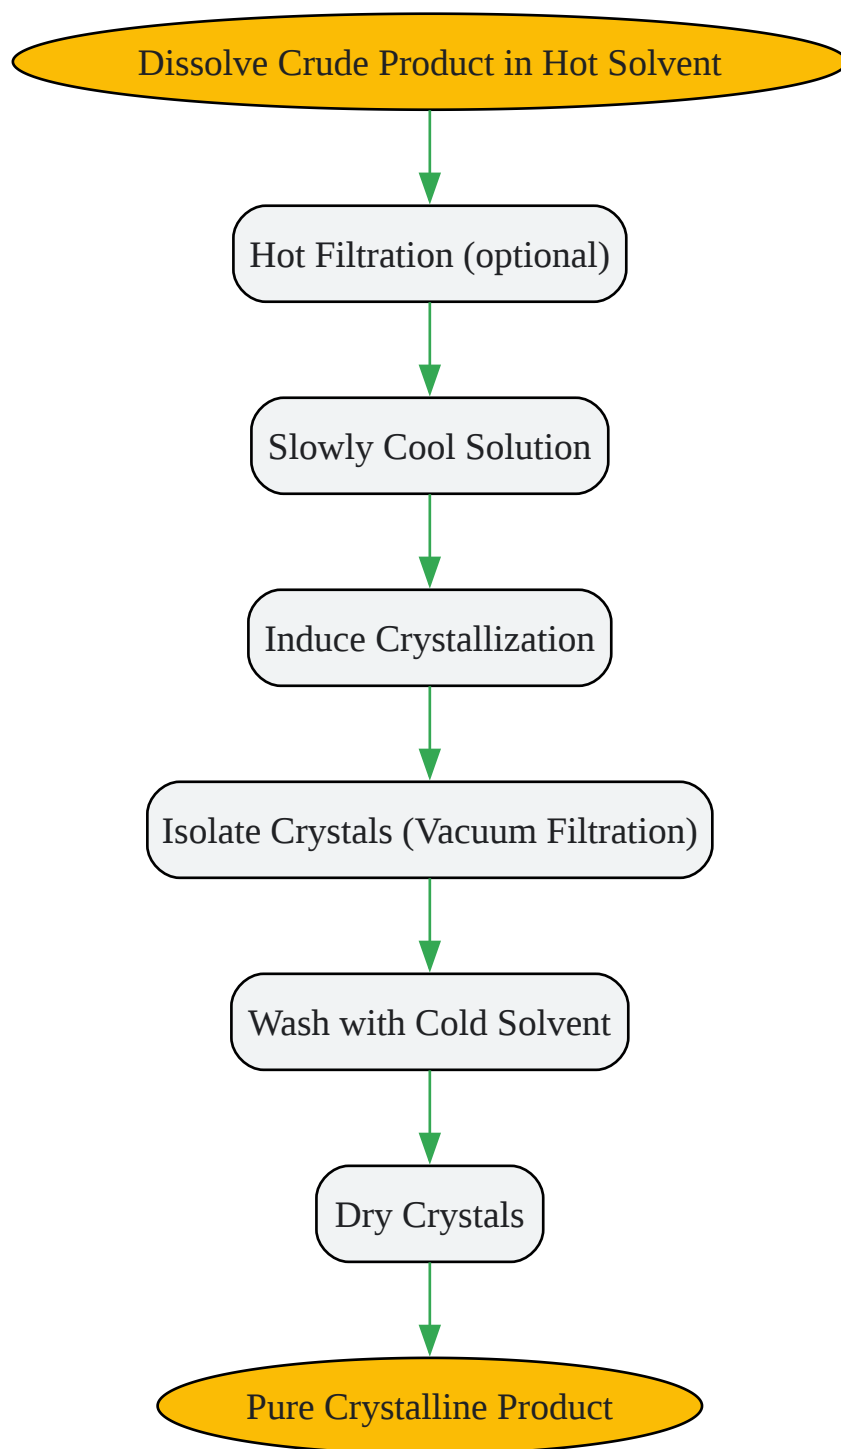 Dissolve Crude Product in Hot Solvent
Hot Filtration (optional)
Slowly Cool Solution
Induce Crystallization
Isolate Crystals (Vacuum Filtration)
Wash with Cold Solvent
Dry Crystals
Pure Crystalline Product